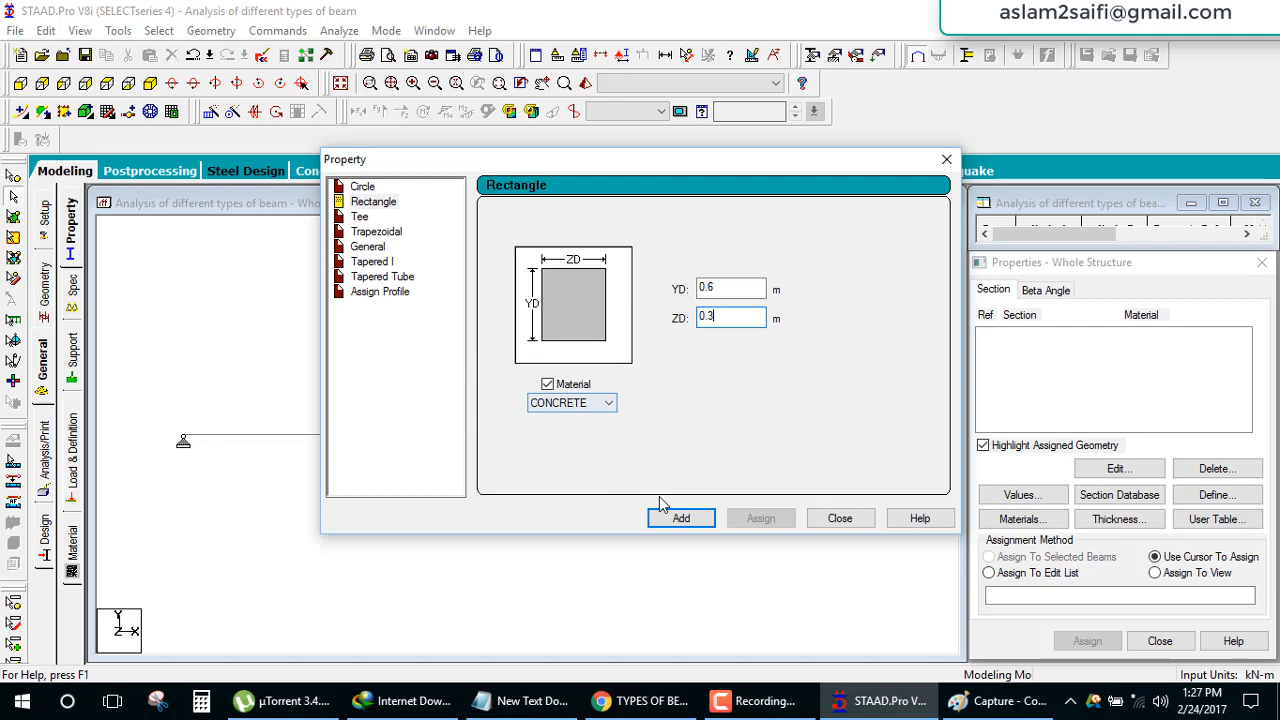 STAAD.Pro V8i (SELECTseries 4) - Analysis of different types of beam
aslam2saifi@gmail.com
File Edit View Tools Select Geometry Commands Analyze Mode Window Help
Modeling Postprocessing Steel Design Con
quake
Analysis of different types of beam - Who
Analysis of different types of bea...
Setup
Geometry
General
Analysis/Print
Design
Property
Spec
Support
Load & Definition
Material
Property
Circle
Rectangle
Tee
Trapezoidal
General
Tapered I
Tapered Tube
Assign Profile
Rectangle
ZD
YD
YD: 0.6 m
ZD: 0.3 m
Material
CONCRETE
Add Assign Close Help
Properties - Whole Structure
Section Beta Angle
Ref Section Material
Highlight Assigned Geometry
Edit... Delete...
Values... Section Database Define...
Materials... Thickness... User Table...
Assignment Method
Assign To Selected Beams Use Cursor To Assign
Assign To Edit List Assign To View
Assign Close Help
Y
Z X
For Help, press F1
Modeling Mo Input Units: kN-m
µTorrent 3.4.... Internet Dow... New Text Do... TYPES OF BE... Recording... STAAD.Pro V... Capture - Co... 1:27 PM
2/24/2017